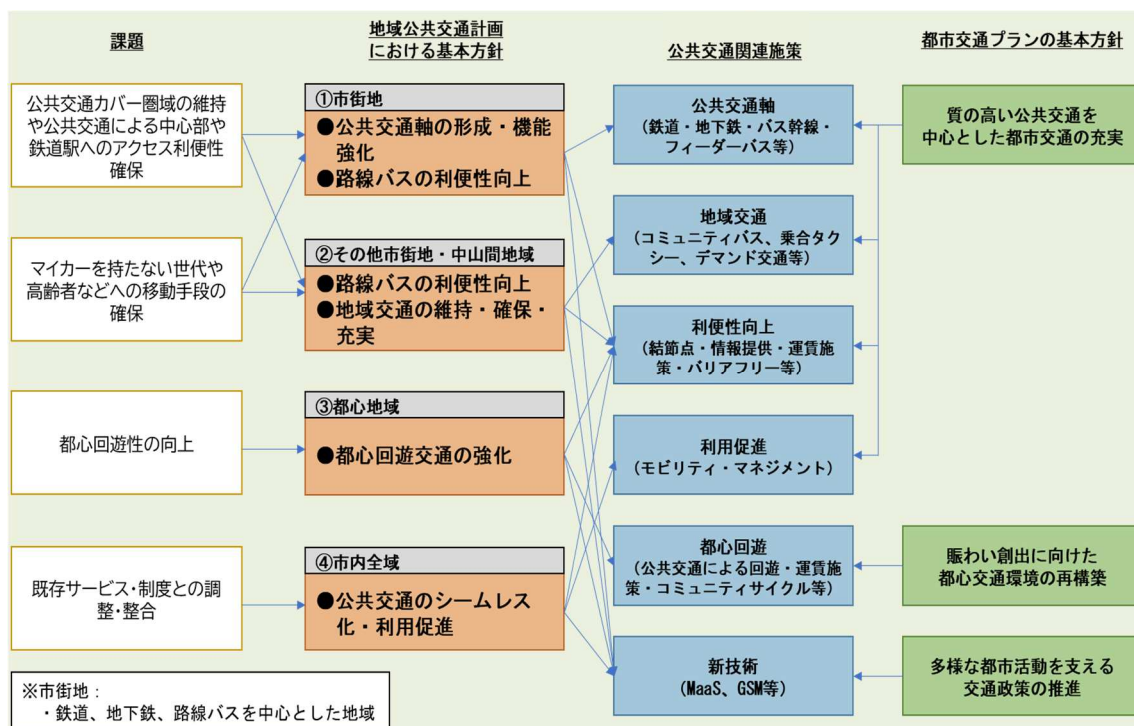 課題
公共交通カバー圏域の維持
や公共交通による中心部や
鉄道駅へのアクセス利便性
確保
マイカーを持たない世代や
高齢者などへの移動手段の
確保
都心回遊性の向上
既存サービス・制度との調
整・整合
※市街地：
・鉄道、地下鉄、路線バスを中心とした地域
地域公共交通計画
における基本方針
①市街地
●公共交通軸の形成・機能
強化
●路線バスの利便性向上
②その他市街地・中山間地域
●路線バスの利便性向上
●地域交通の維持・確保・
充実
③都心地域
●都心回遊交通の強化
④市内全域
●公共交通のシームレス
化・利用促進
公共交通関連施策
公共交通軸
（鉄道・地下鉄・バス幹線・
フィーダーバス等）
地域交通
（コミュニティバス、乗合タク
シー、デマンド交通等）
利便性向上
（結節点・情報提供・運賃施
策・バリアフリー等）
利用促進
（モビリティ・マネジメント）
都心回遊
（公共交通による回遊・運賃施
策・コミュニティサイクル等）
新技術
（MaaS、GSM等）
都市交通プランの基本方針
質の高い公共交通を
中心とした都市交通の充実
賑わい創出に向けた
都心交通環境の再構築
多様な都市活動を支える
交通政策の推進